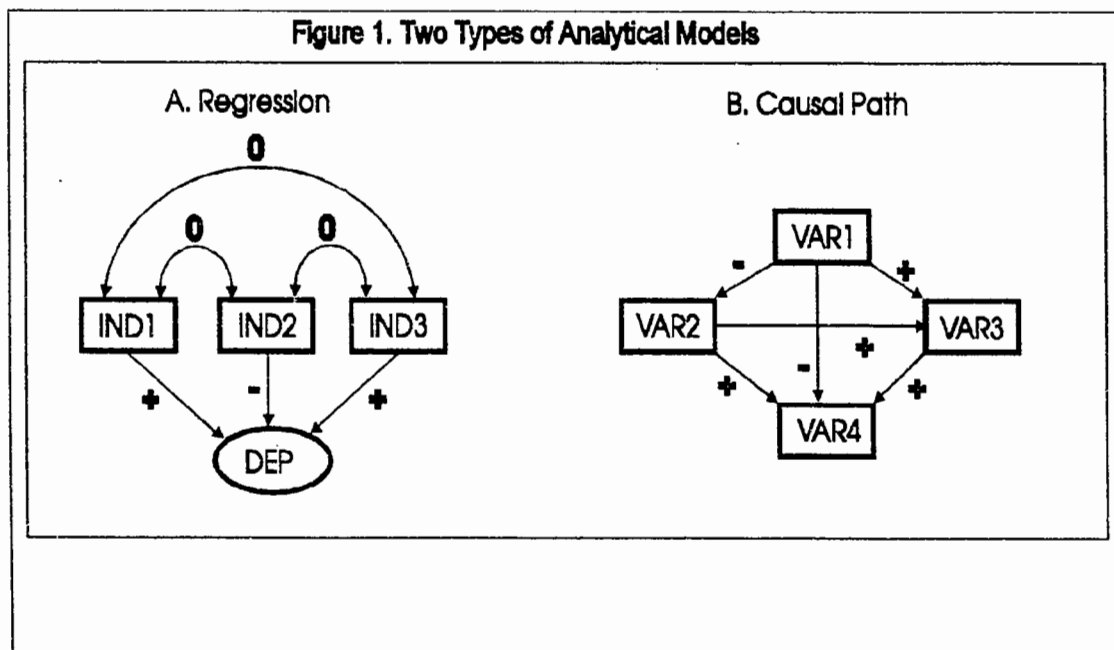 Figure 1. Two Types of Analytical Models
A. Regression
0
0 0
IND1 IND2 IND3
+ - +
DEP
B. Causal Path
VAR1
- +
VAR2 VAR3
+
+ - +
VAR4